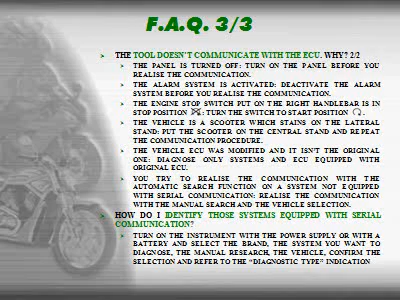 F.A.Q. 3/3
THE TOOL DOESN'T COMMUNICATE WITH THE ECU. WHY? 2/2
THE PANEL IS TURNED OFF: TURN ON THE PANEL BEFORE YOU
REALISE THE COMMUNICATION.
THE ALARM SYSTEM IS ACTIVATED: DEACTIVATE THE ALARM
SYSTEM BEFORE YOU REALISE THE COMMUNICATION.
THE ENGINE STOP SWITCH PUT ON THE RIGHT HANDLEBAR IS IN
STOP POSITION : TURN THE SWITCH TO START POSITION .
THE VEHICLE IS A SCOOTER WHICH STAINS ON THE LATERAL
STAND: PUT THE SCOOTER ON THE CENTRAL STAND AND REPEAT
THE COMMUNICATION PROCEDURE.
THE VEHICLE ECU WAS MODIFIED AND IT ISN'T THE ORIGINAL
ONE: DIAGNOSE ONLY SYSTEMS AND ECU EQUIPPED WITH
ORIGINAL ECU.
YOU TRY TO REALISE THE COMMUNICATION WITH THE
AUTOMATIC SEARCH FUNCTION ON A SYSTEM NOT EQUIPPED
WITH SERIAL COMMUNICATION: REALISE THE COMMUNICATION
WITH THE MANUAL SEARCH AND THE VEHICLE SELECTION.
HOW DO I IDENTIFY THOSE SYSTEMS EQUIPPED WITH SERIAL
COMMUNICATION?
TURN ON THE INSTRUMENT WITH THE POWER SUPPLY OR WITH A
BATTERY AND SELECT THE BRAND, THE SYSTEM YOU WANT TO
DIAGNOSE, THE MANUAL RESEARCH, THE VEHICLE, CONFIRM THE
SELECTION AND REFER TO THE "DIAGNOSTIC TYPE" INDICATION